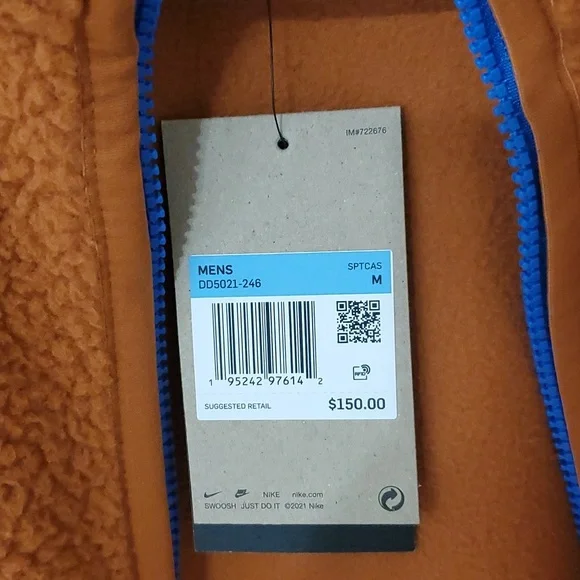 IM#722676
MENS SPTCAS
DD5021-246 M
1 95242 97614 2
RFID
SUGGESTED RETAIL $150.00
NIKE nike.com
SWOOSH JUST DO IT ©2021 Nike